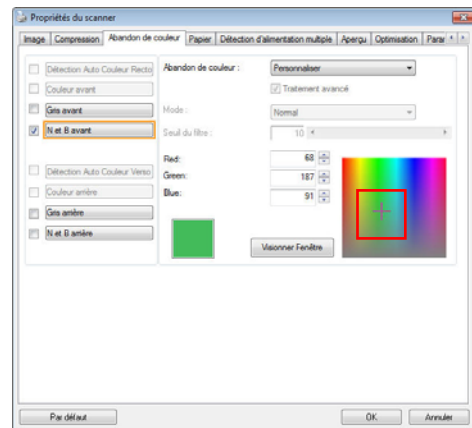 Propriétés du scanner
Image Compression Abandon de couleur Papier Détection d'alimentation multiple Aperçu Optimisation Parar
Détection Auto Couleur Recto
Couleur avant
Gris avant
N et B avant
Détection Auto Couleur Verso
Couleur arrière
Gris arrière
N et B arrière
Abandon de couleur :
Personnaliser
Traitement avancé
Mode :
Normal
Seuil du filtre :
10
Red:
68
Green:
187
Blue:
91
Visionner Fenêtre
Par défaut
OK
Annuler